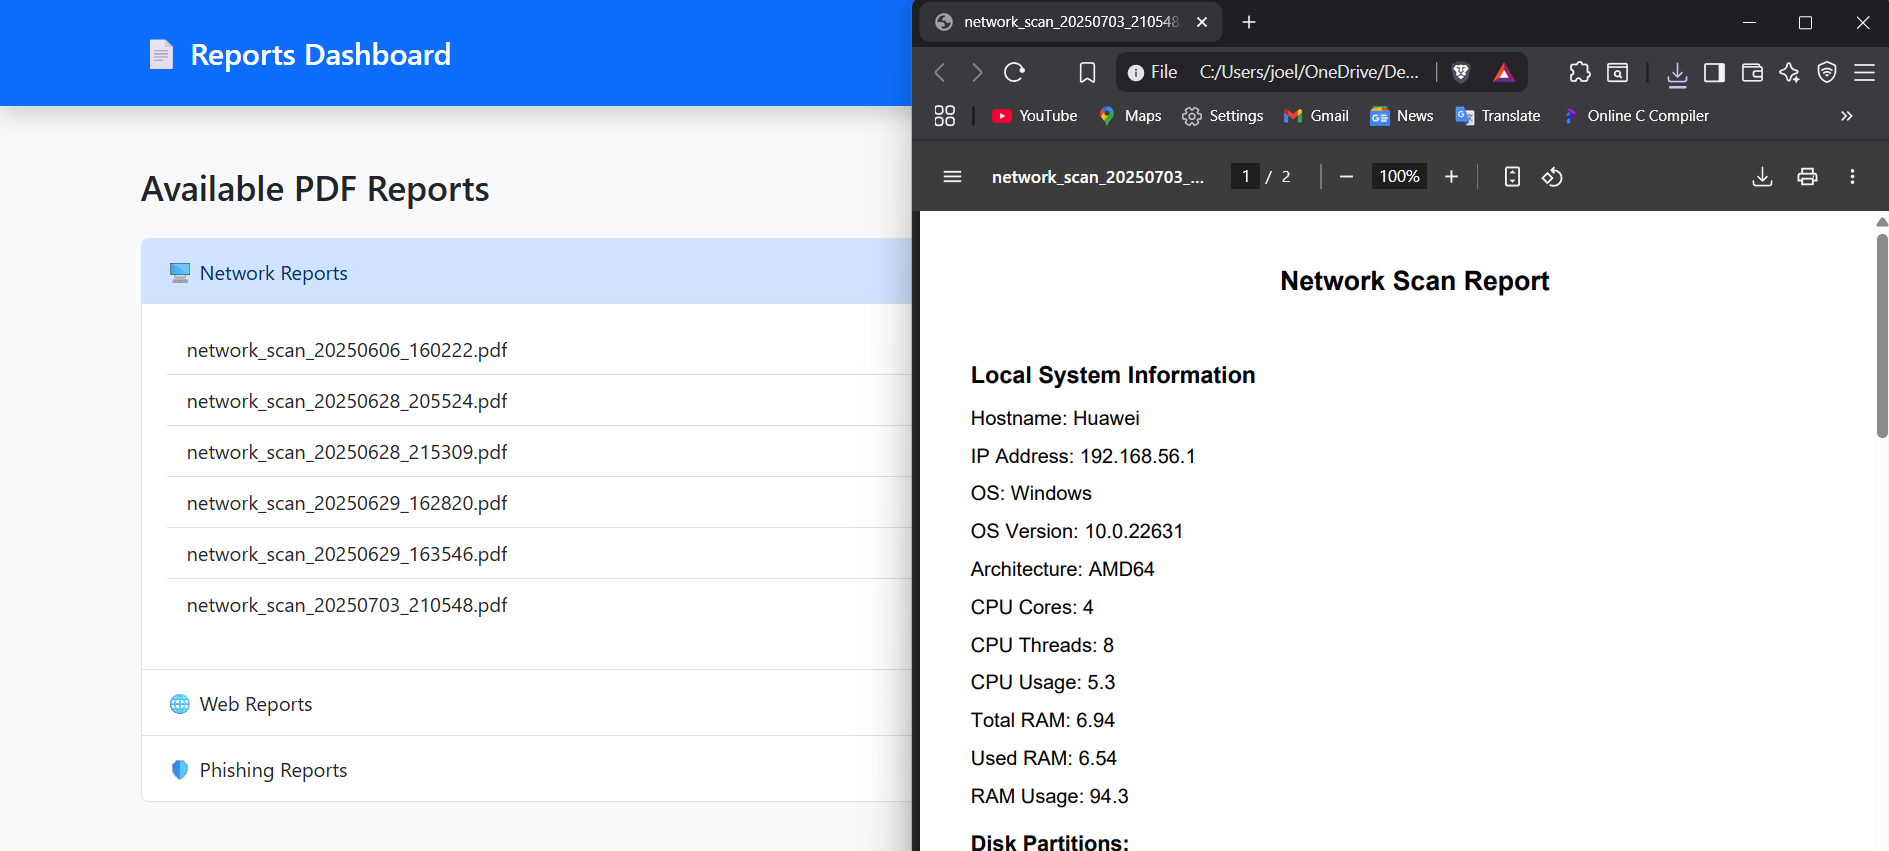 Reports Dashboard
Available PDF Reports
Network Reports
network_scan_20250606_160222.pdf
network_scan_20250628_205524.pdf
network_scan_20250628_215309.pdf
network_scan_20250629_162820.pdf
network_scan_20250629_163546.pdf
network_scan_20250703_210548.pdf
Web Reports
Phishing Reports
network_scan_20250703_210548
File C:/Users/joel/OneDrive/De...
YouTube Maps Settings Gmail News Translate Online C Compiler »
network_scan_20250703_... 1 / 2 100%
Network Scan Report
Local System Information
Hostname: Huawei
IP Address: 192.168.56.1
OS: Windows
OS Version: 10.0.22631
Architecture: AMD64
CPU Cores: 4
CPU Threads: 8
CPU Usage: 5.3
Total RAM: 6.94
Used RAM: 6.54
RAM Usage: 94.3
Disk Partitions: